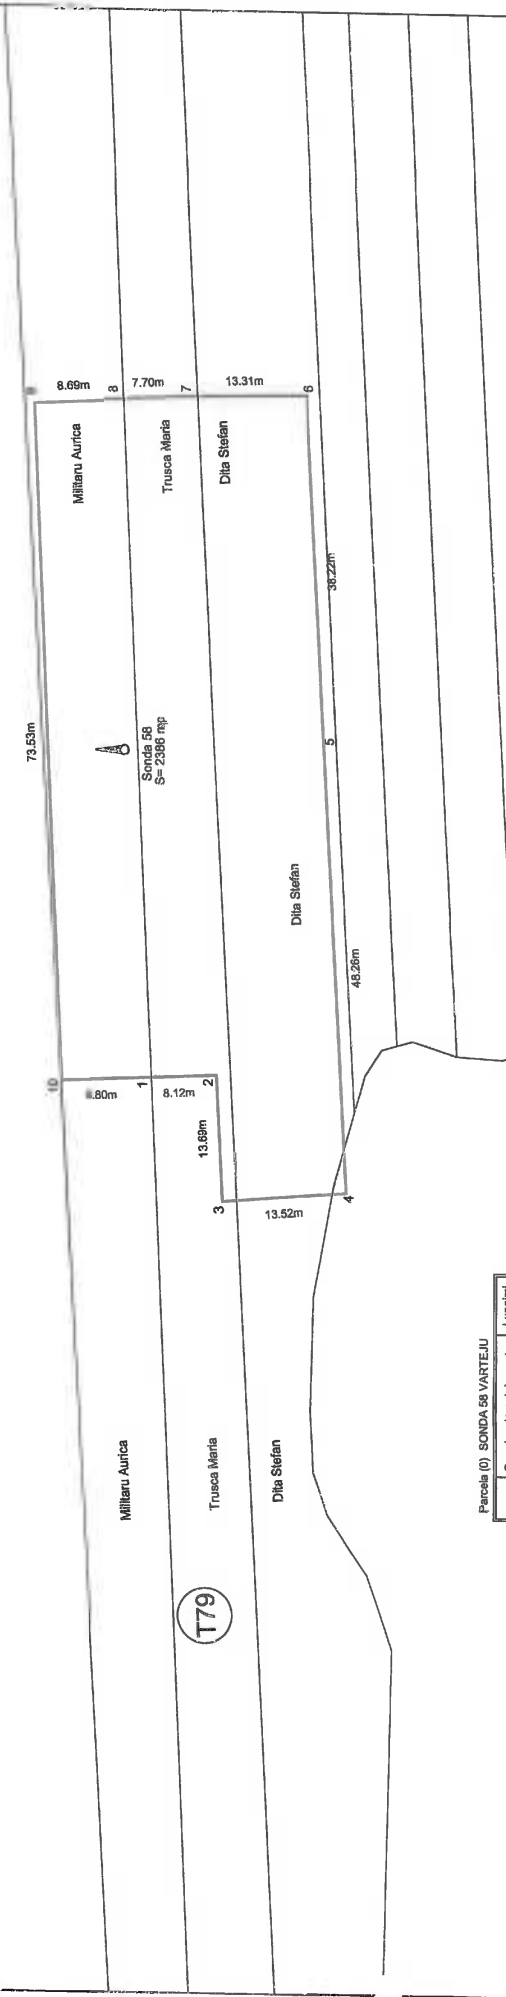 9
8.69m
8
7.70m
7
13.31m
6
Militaru Aurica
Trusca Maria
Dita Stefan
38.22m
73.53m
Sonda 58
S= 2386 mp
5
Dita Stefan
48.26m
10
1
8.12m
2
13.69m
3
13.52m
4
Militaru Aurica
Trusca Maria
Dita Stefan
T79
Parcela (0) SONDA 58 VARTEJU